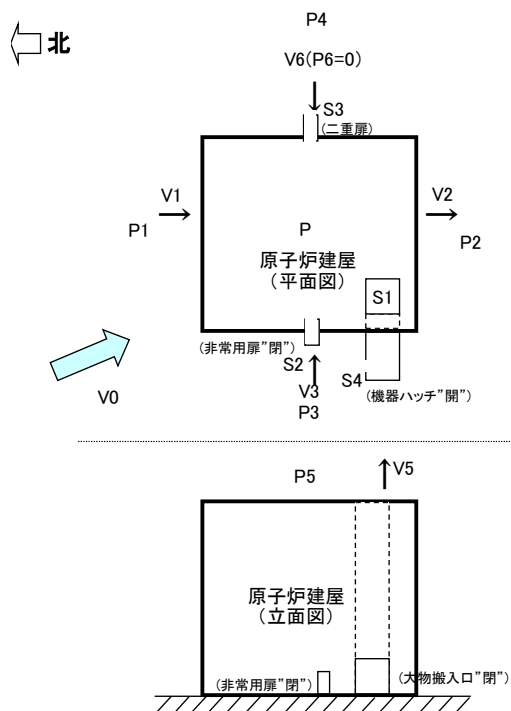 北
P4
V6(P6=0)
S3
(二重扉)
V1
V2
P1
P
P2
原子炉建屋
(平面図)
S1
(非常用扉"閉")
S2
S4
(機器ハッチ"開")
V0
V3
P3
P5
V5
原子炉建屋
(立面図)
(非常用扉"閉")
(大物搬入口"閉")